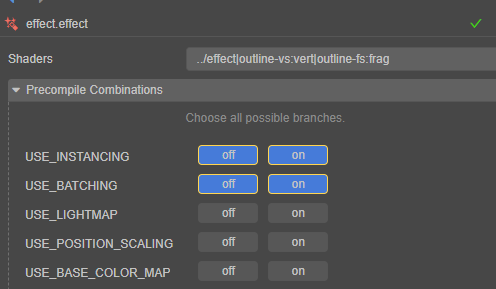 effect.effect
Shaders ../effect|outline-vs:vert|outline-fs:frag
Precompile Combinations
Choose all possible branches.
USE_INSTANCING off on
USE_BATCHING off on
USE_LIGHTMAP off on
USE_POSITION_SCALING off on
USE_BASE_COLOR_MAP off on